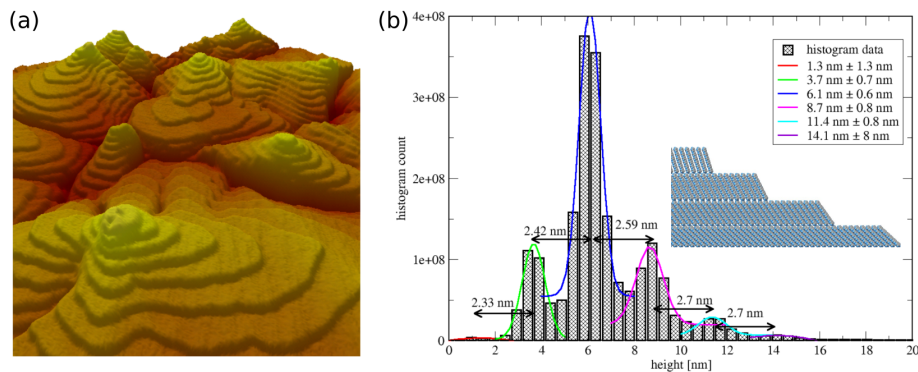 (a)
(b)
4e+08
3e+08
2e+08
1e+08
0
histogram count
histogram data
1.3 nm ± 1.3 nm
3.7 nm ± 0.7 nm
6.1 nm ± 0.6 nm
8.7 nm ± 0.8 nm
11.4 nm ± 0.8 nm
14.1 nm ± 8 nm
2.42 nm
2.59 nm
2.33 nm
2.7 nm
2.7 nm
0 2 4 6 8 10 12 14 16 18 20
height [nm]